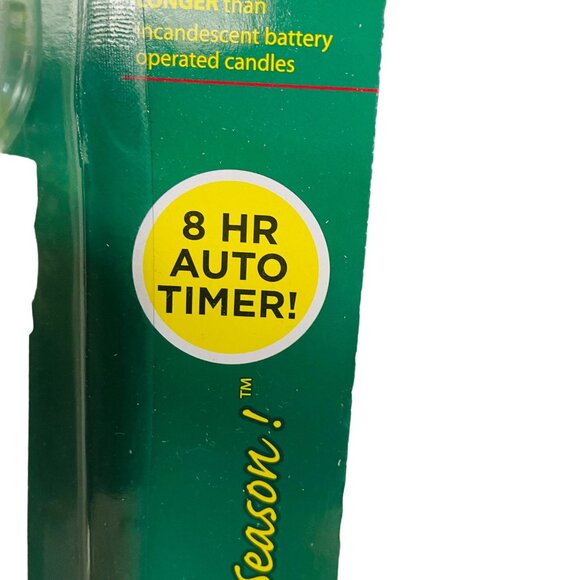 LONGER than
incandescent battery
operated candles
8 HR
AUTO
TIMER!
season! ™